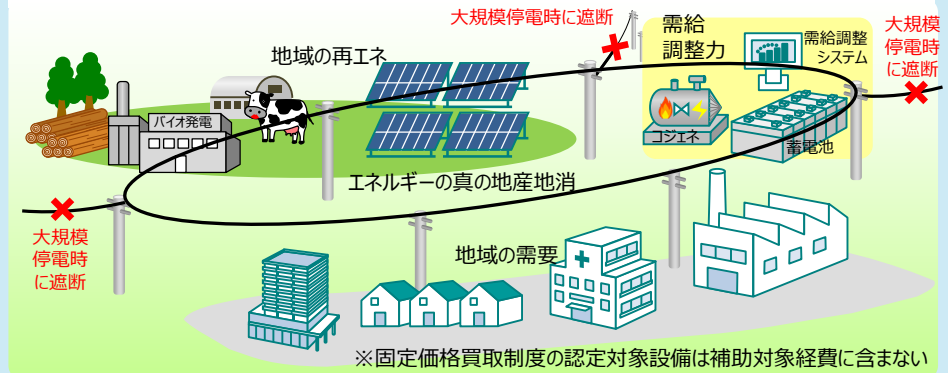 大規模停電時に遮断
需給
調整力
需給調整
システム
大規模
停電時
に遮断
地域の再エネ
バイオ発電
コジェネ
蓄電池
エネルギーの真の地産地消
大規模
停電時
に遮断
地域の需要
※固定価格買取制度の認定対象設備は補助対象経費に含まない